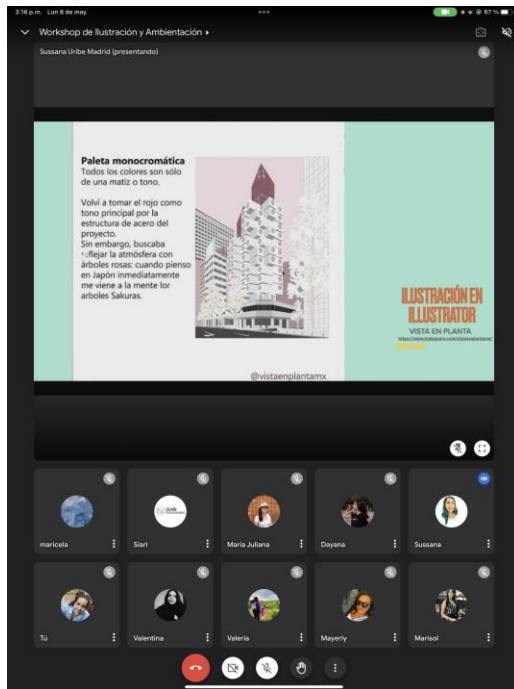 3:16 p.m. Lun 8 de may.
67 %
Workshop de Ilustración y Ambientación
Sussana Uribe Madrid (presentando)
Paleta monocromática
Todos los colores son sólo
de una matiz o tono.
Volví a tomar el rojo como
tono principal por la
estructura de acero del
proyecto.
Sin embargo, buscaba
reflejar la atmósfera con
árboles rosas: cuando pienso
en Japón inmediatamente
me viene a la mente lor
arboles Sakuras.
@vistaenplantamx
ILUSTRACIÓN EN
ILLUSTRATOR
VISTA EN PLANTA
maricela
Siari
Maria Juliana
Dayana
Sussana
Tú
Valentina
Valeria
Mayerly
Marisol